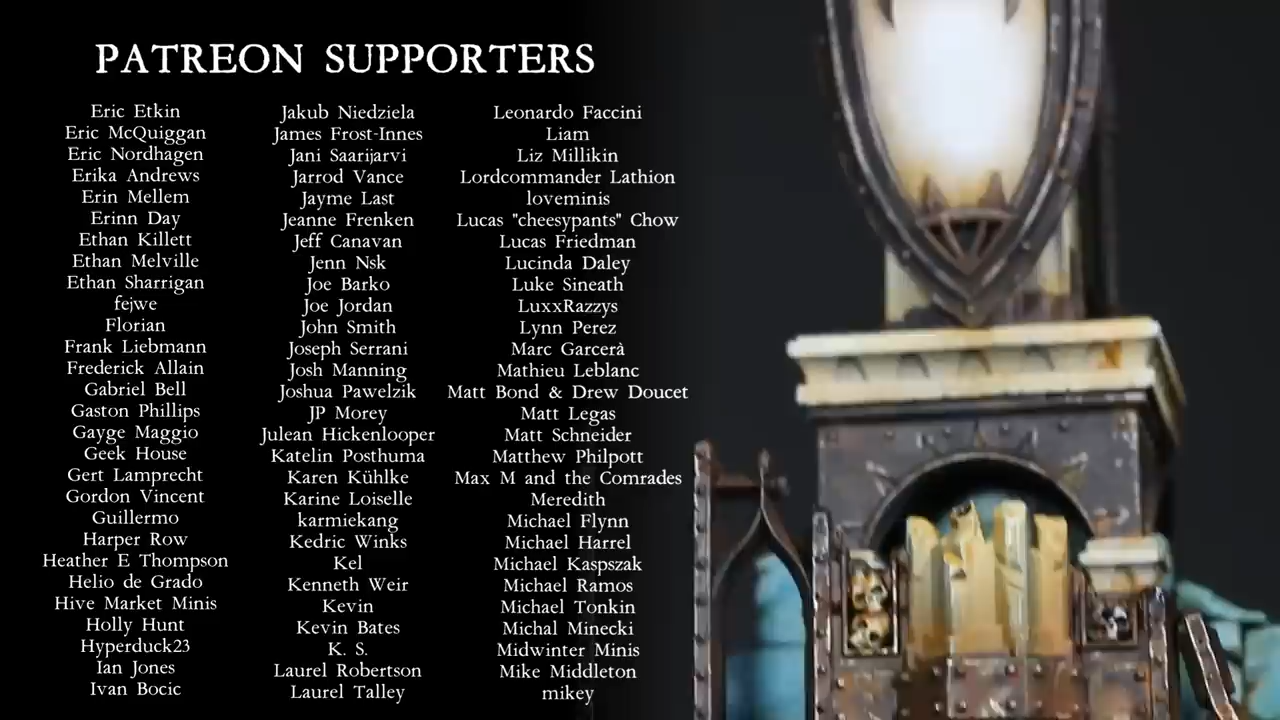 PATREON SUPPORTERS
Eric Etkin
Eric McQuiggan
Eric Nordhagen
Erika Andrews
Erin Mellem
Erinn Day
Ethan Killett
Ethan Melville
Ethan Sharrigan
fejwe
Florian
Frank Liebmann
Frederick Allain
Gabriel Bell
Gaston Phillips
Gayge Maggio
Geek House
Gert Lamprecht
Gordon Vincent
Guillermo
Harper Row
Heather E Thompson
Helio de Grado
Hive Market Minis
Holly Hunt
Hyperduck23
Ian Jones
Ivan Bocic
Jakub Niedziela
James Frost-Innes
Jani Saarijarvi
Jarrod Vance
Jayme Last
Jeanne Frenken
Jeff Canavan
Jenn Nsk
Joe Barko
Joe Jordan
John Smith
Joseph Serrani
Josh Manning
Joshua Pawelzik
JP Morey
Julean Hickenlooper
Katelin Posthuma
Karen Kühlke
Karine Loiselle
karmiekang
Kedric Winks
Kel
Kenneth Weir
Kevin
Kevin Bates
K. S.
Laurel Robertson
Laurel Talley
Leonardo Faccini
Liam
Liz Millikin
Lordcommander Lathion
loveminis
Lucas "cheesypants" Chow
Lucas Friedman
Lucinda Daley
Luke Sineath
LuxxRazzys
Lynn Perez
Marc Garcerà
Mathieu Leblanc
Matt Bond & Drew Doucet
Matt Legas
Matt Schneider
Matthew Philpott
Max M and the Comrades
Meredith
Michael Flynn
Michael Harrel
Michael Kaspszak
Michael Ramos
Michael Tonkin
Michal Minecki
Midwinter Minis
Mike Middleton
mikey